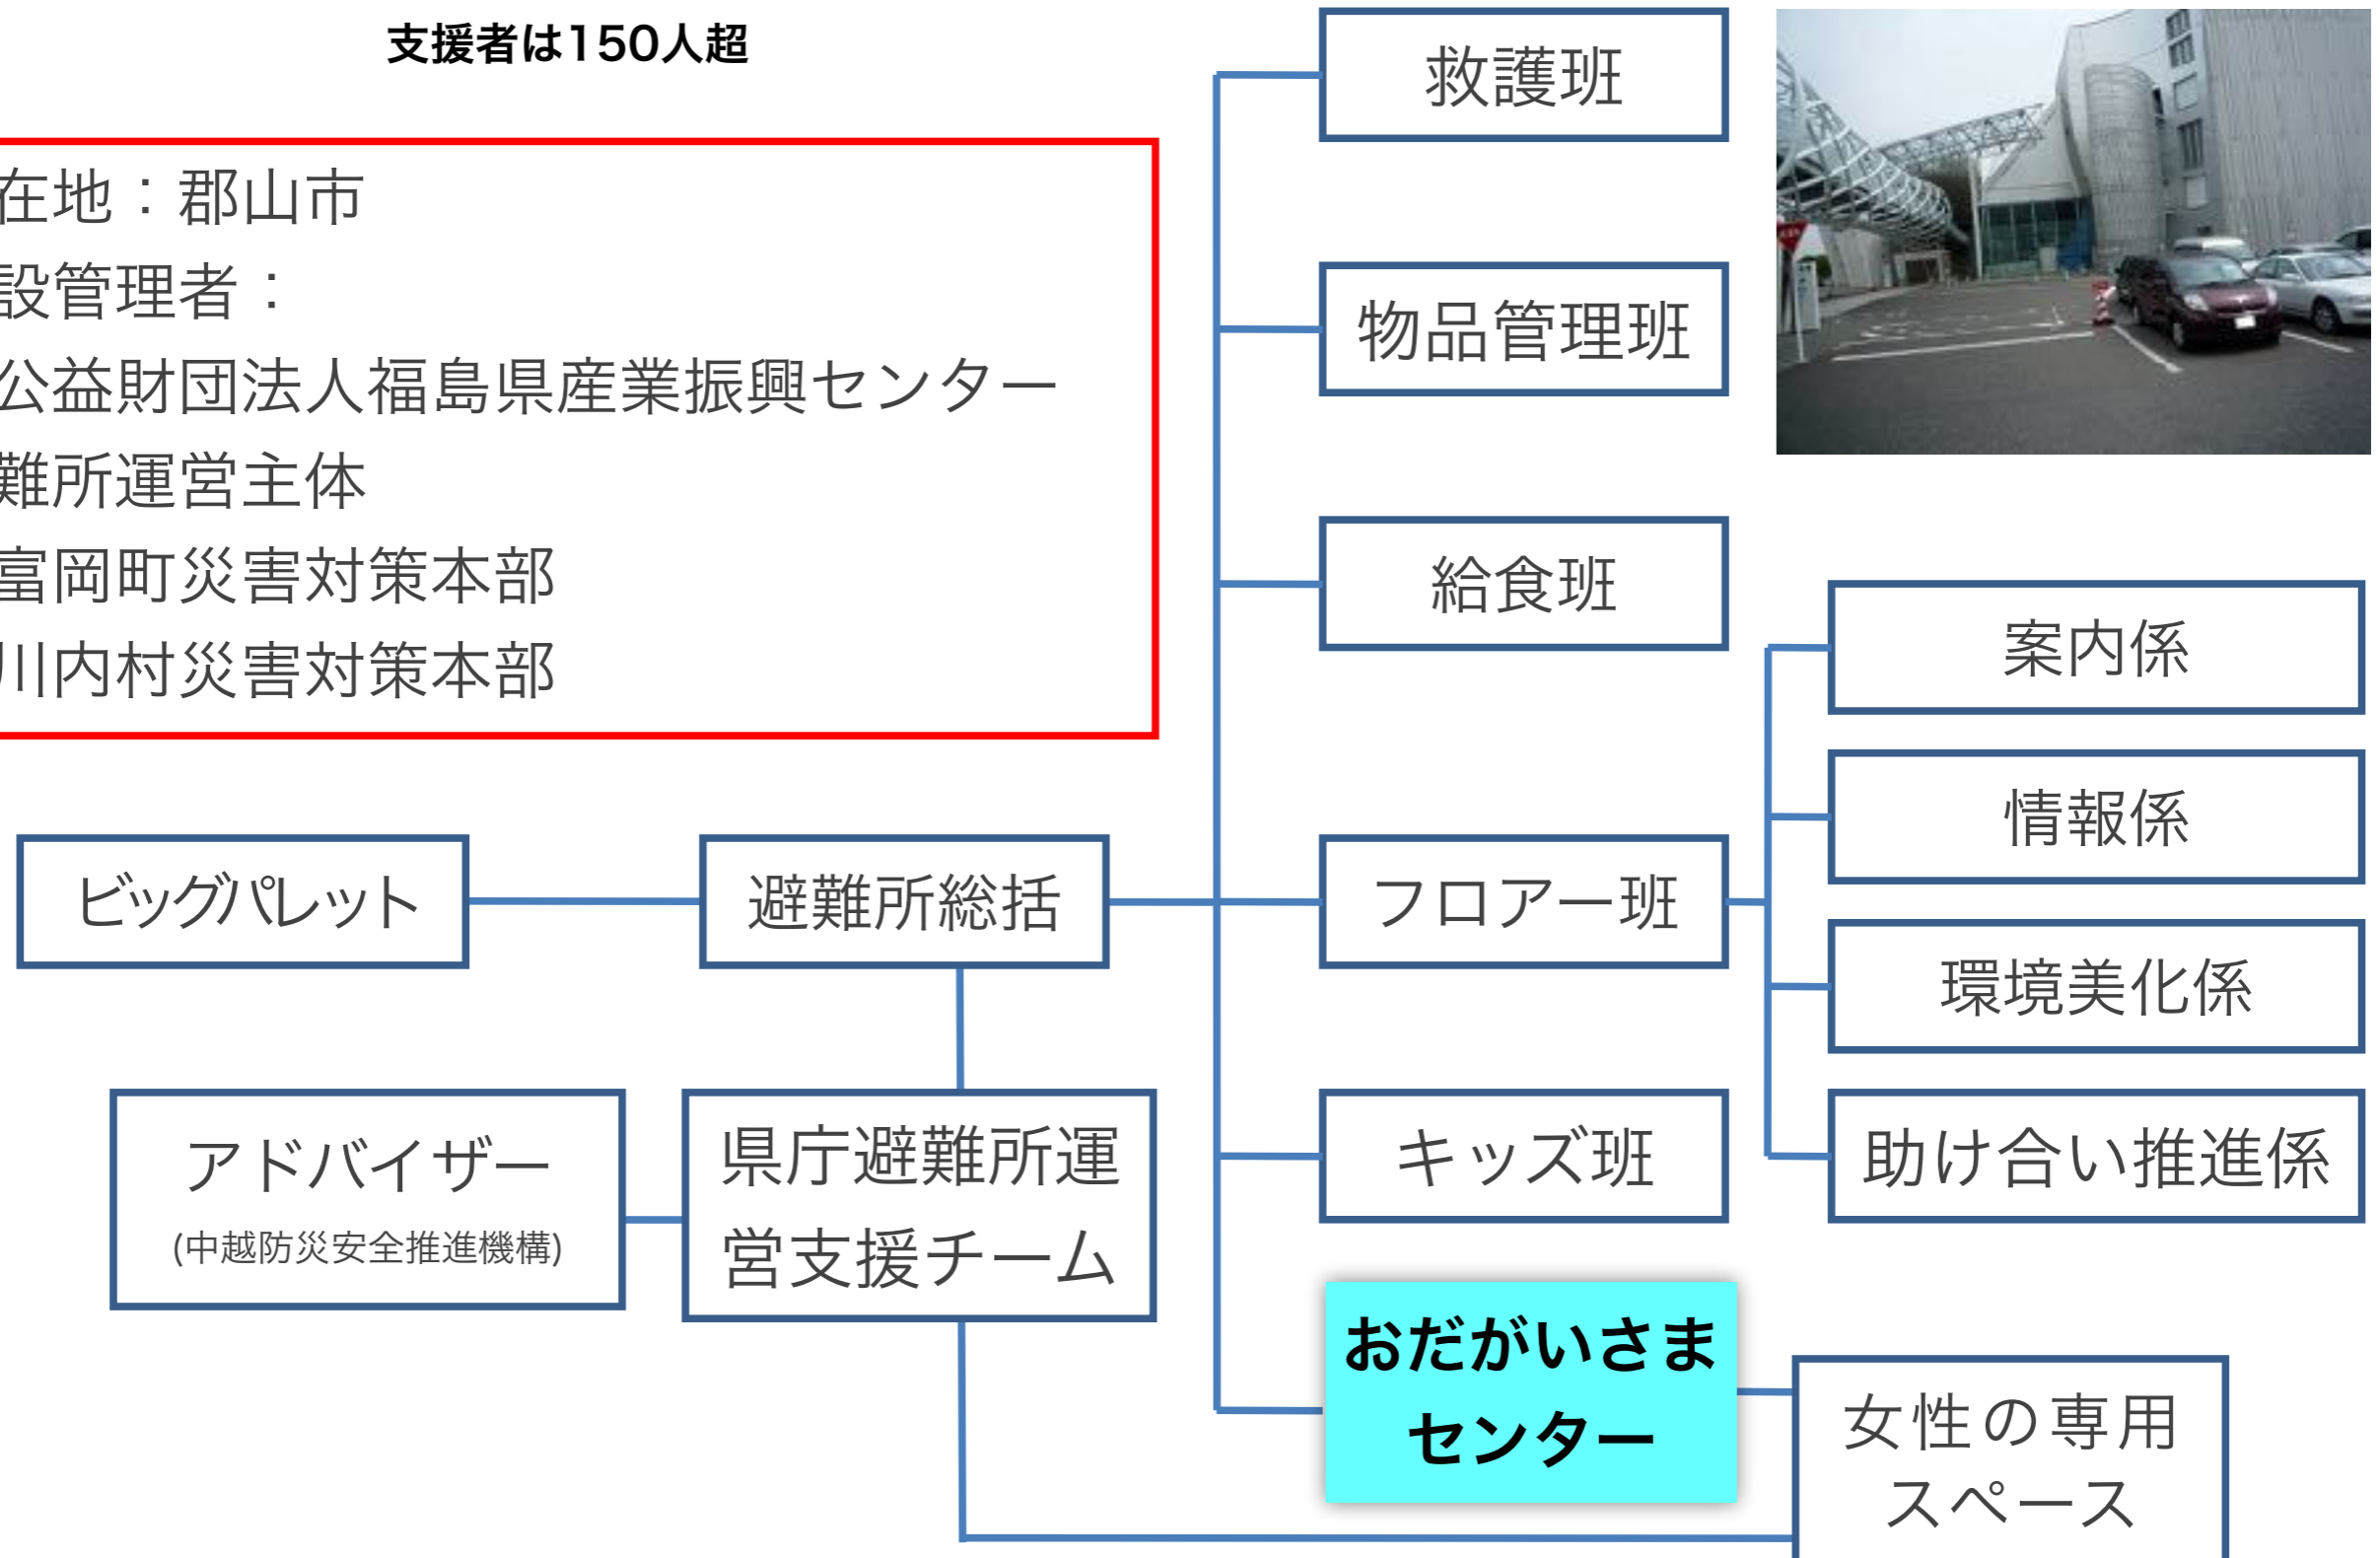 支援者は150人超
在地：郡山市
設管理者：
公益財団法人福島県産業振興センター
難所運営主体
富岡町災害対策本部
川内村災害対策本部
救護班
物品管理班
給食班
案内係
情報係
ビッグパレット
避難所総括
フロアー班
環境美化係
アドバイザー
(中越防災安全推進機構)
県庁避難所運
営支援チーム
キッズ班
助け合い推進係
おだがいさま
センター
女性の専用
スペース